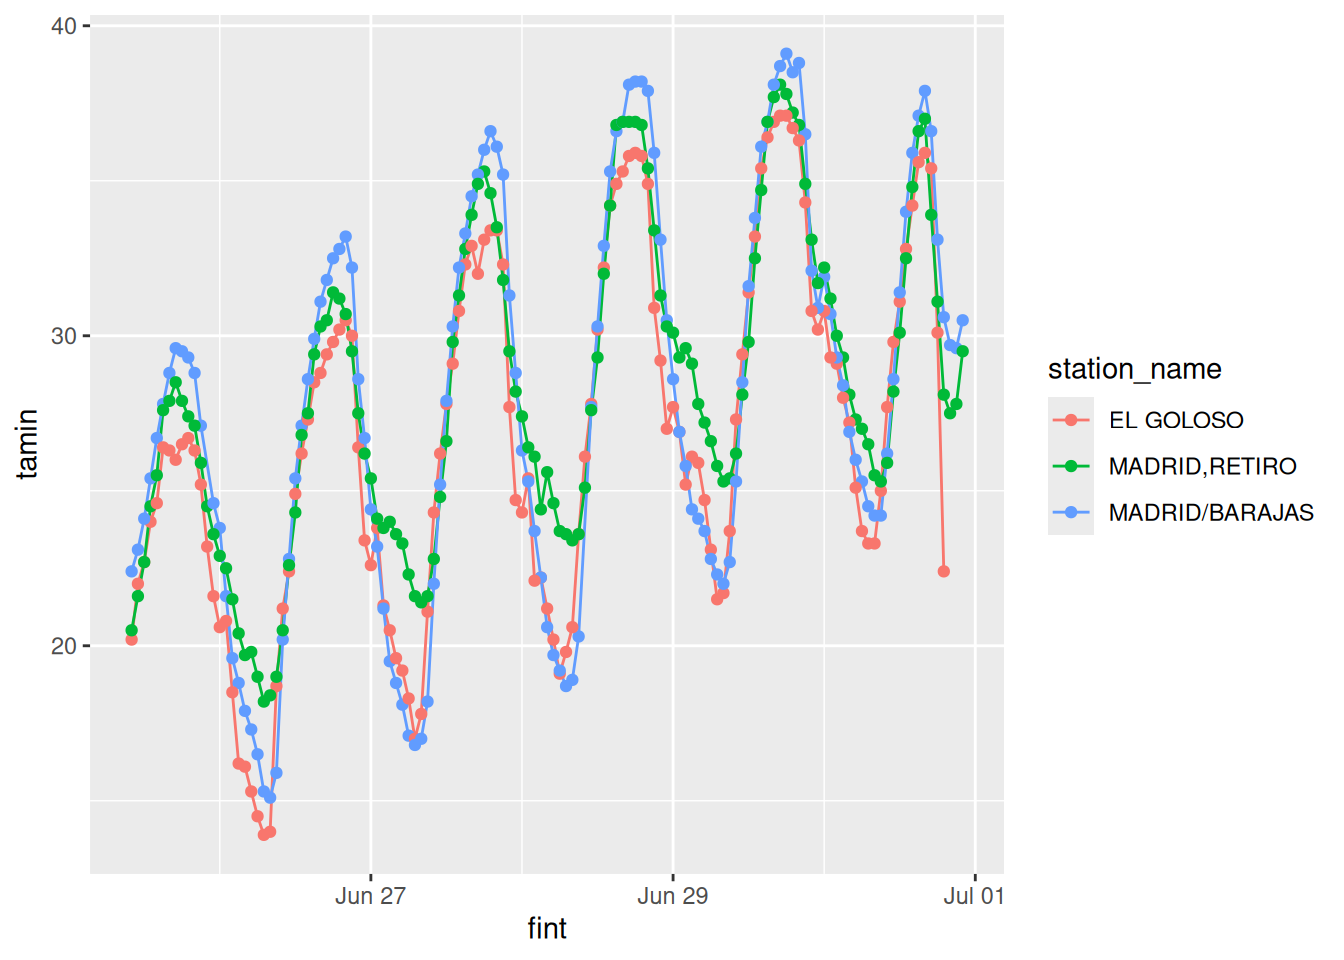 40
30
20
tamin
Jun 27
Jun 29
Jul 01
fint
station_name
EL GOLOSO
MADRID,RETIRO
MADRID/BARAJAS